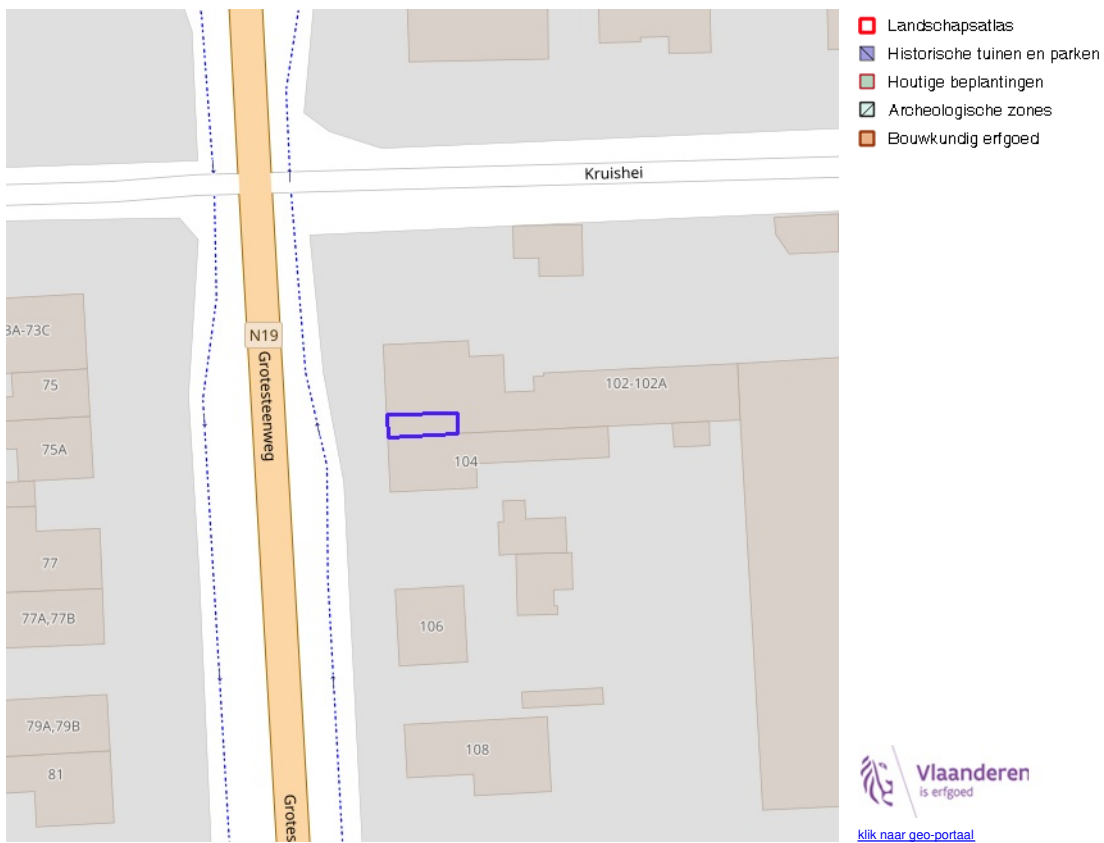 Kruishei
3A-73C
N19
Grotesteenweg
75
102-102A
75A
104
77
77A,77B
106
79A,79B
108
81
Grotes
Landschapsatlas
Historische tuinen en parken
Houtige beplantingen
Archeologische zones
Bouwkundig erfgoed
Vlaanderen
is erfgoed
klik naar geo-portaal